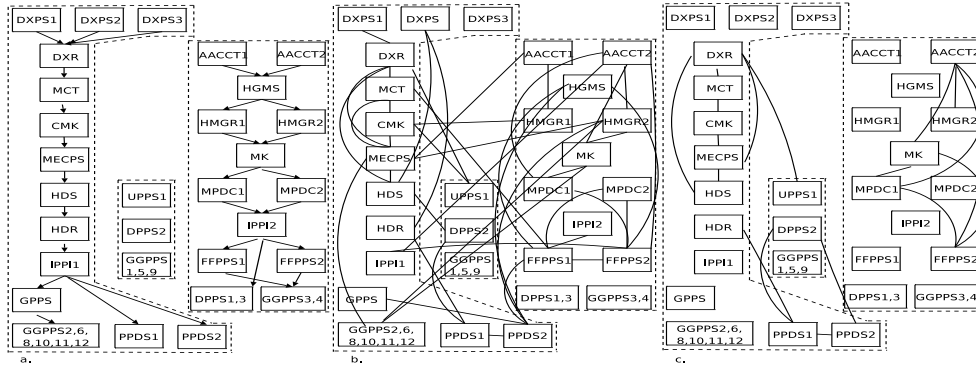 DXPS1 DXPS2 DXPS3
DXR
MCT
CMK
MECPS
HDS
HDR
IPPI1
GPPS
GGPPS2,6,
8,10,11,12
PPDS1
PPDS2
UPPS1
DPPS2
GGPPS
1,5,9
AACCT1 AACCT2
HGMS
HMGR1 HMGR2
MK
MPDC1 MPDC2
IPPI2
FFPPS1 FFPPS2
DPPS1,3 GGPPS3,4
a.
DXPS1 DXPS DXPS3
DXR
MCT
CMK
MECPS
HDS
HDR
IPPI1
GPPS
GGPPS2,6,
8,10,11,12
PPDS1
PPDS2
UPPS1
DPPS2
GGPPS
1,5,9
AACCT1 AACCT2
HGMS
HMGR1 HMGR2
MK
MPDC1 MPDC2
IPPI2
FFPPS1 FFPPS2
DPPS1,3 GGPPS3,4
b.
DXPS1 DXPS2 DXPS3
DXR
MCT
CMK
MECPS
HDS
HDR
IPPI1
GPPS
GGPPS2,6,
8,10,11,12
PPDS1
PPDS2
UPPS1
DPPS2
GGPPS
1,5,9
AACCT1 AACCT2
HGMS
HMGR1 HMGR2
MK
MPDC1 MPDC2
IPPI2
FFPPS1 FFPPS2
DPPS1,3 GGPPS3,4
c.